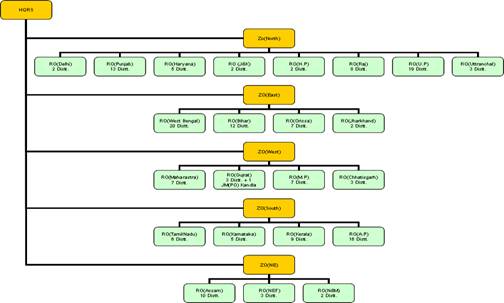 HQRS
Zo(North)
RO(Delhi)
2 Distt.
RO(Punjab)
13 Distt.
RO(Haryana)
5 Distt.
RO (J&K)
2 Distt.
RO(H.P)
2 Distt.
RO(Raj)
8 Distt.
RO(U.P)
19 Distt.
RO(Uttranchal)
3 Distt.
ZO(East)
RO(West Bengal)
20 Distt.
RO(Bihar)
12 Distt.
RO(Orissa)
7 Distt.
RO(Jharkhand)
2 Distt.
ZO(West)
RO(Maharastra)
7 Distt.
RO(Gujrat)
3 Distt. + 1
JM(PO) Kandla
RO(M.P)
7 Distt.
RO(Chhatisgarh)
3 Distt.
ZO(South)
RO(TamilNadu)
6 Distt.
RO(Karnataka)
5 Distt.
RO(Kerala)
9 Distt.
RO(A.P)
16 Distt.
ZO(NE)
RO(Assam)
10 Distt.
RO(NEF)
3 Distt.
RO(NBM)
2 Distt.